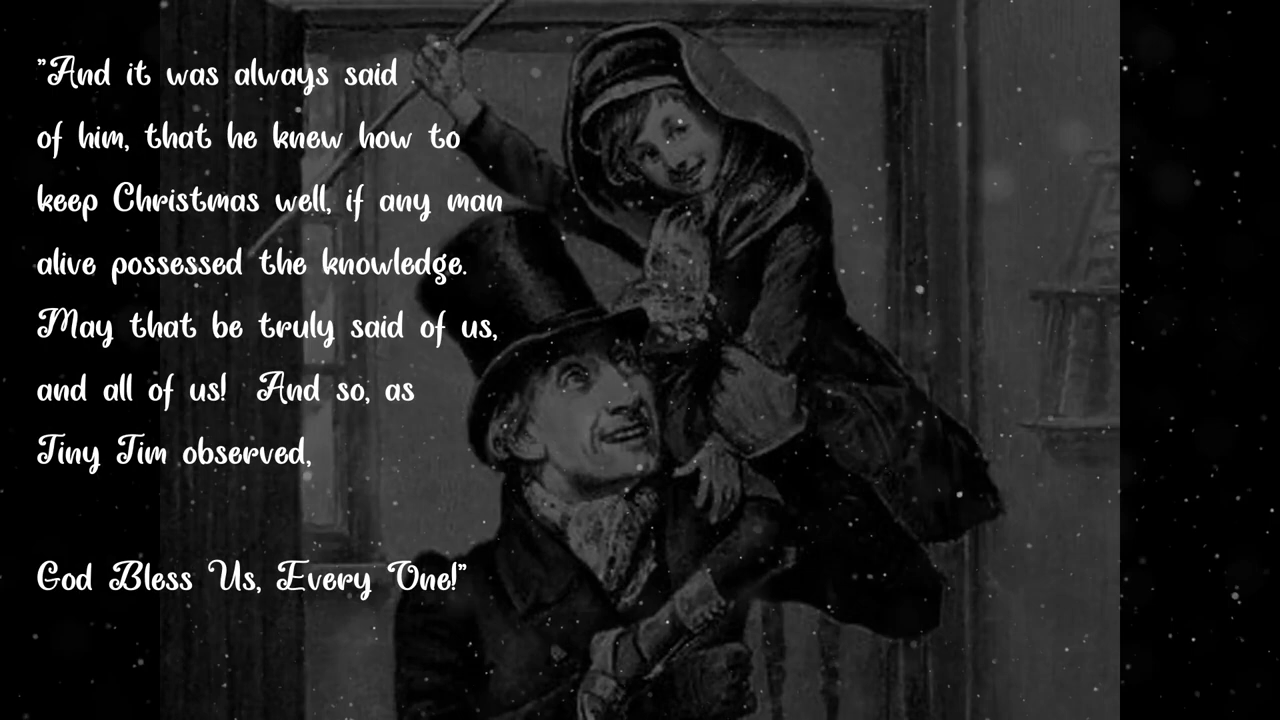 "And it was always said
of him, that he knew how to
keep Christmas well, if any man
alive possessed the knowledge.
May that be truly said of us,
and all of us! And so, as
Tiny Tim observed,
God Bless Us, Every One!"